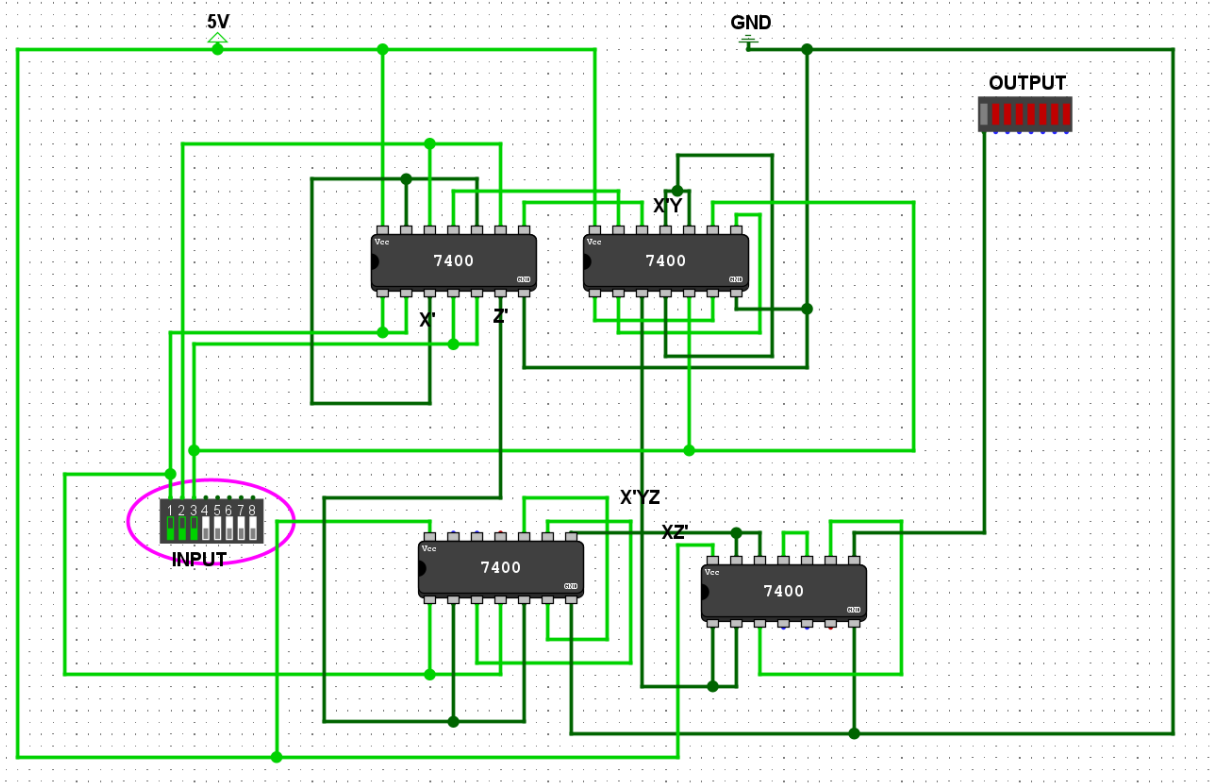 5V
GND
OUTPUT
X'Y
Vcc
7400
GND
Vcc
7400
GND
X'
Z'
X'YZ
1 2 3 4 5 6 7 8
INPUT
XZ'
Vcc
7400
GND
Vcc
7400
GND